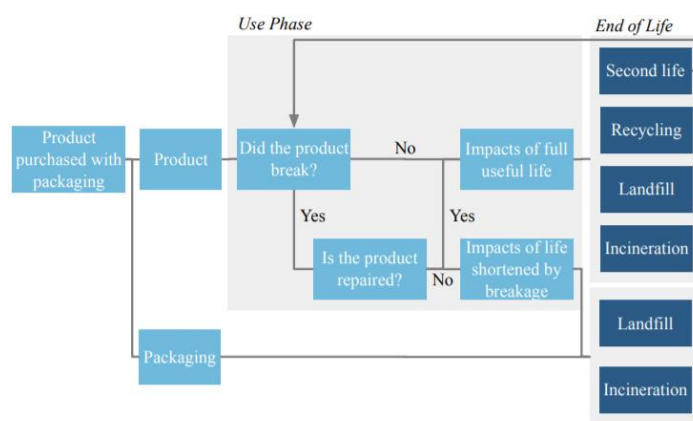 Use Phase
End of Life
Second life
Product
purchased with
packaging
Product
Did the product
break?
No
Impacts of full
useful life
Recycling
Landfill
Yes
Yes
Is the product
repaired?
No
Impacts of life
shortened by
breakage
Incineration
Packaging
Landfill
Incineration